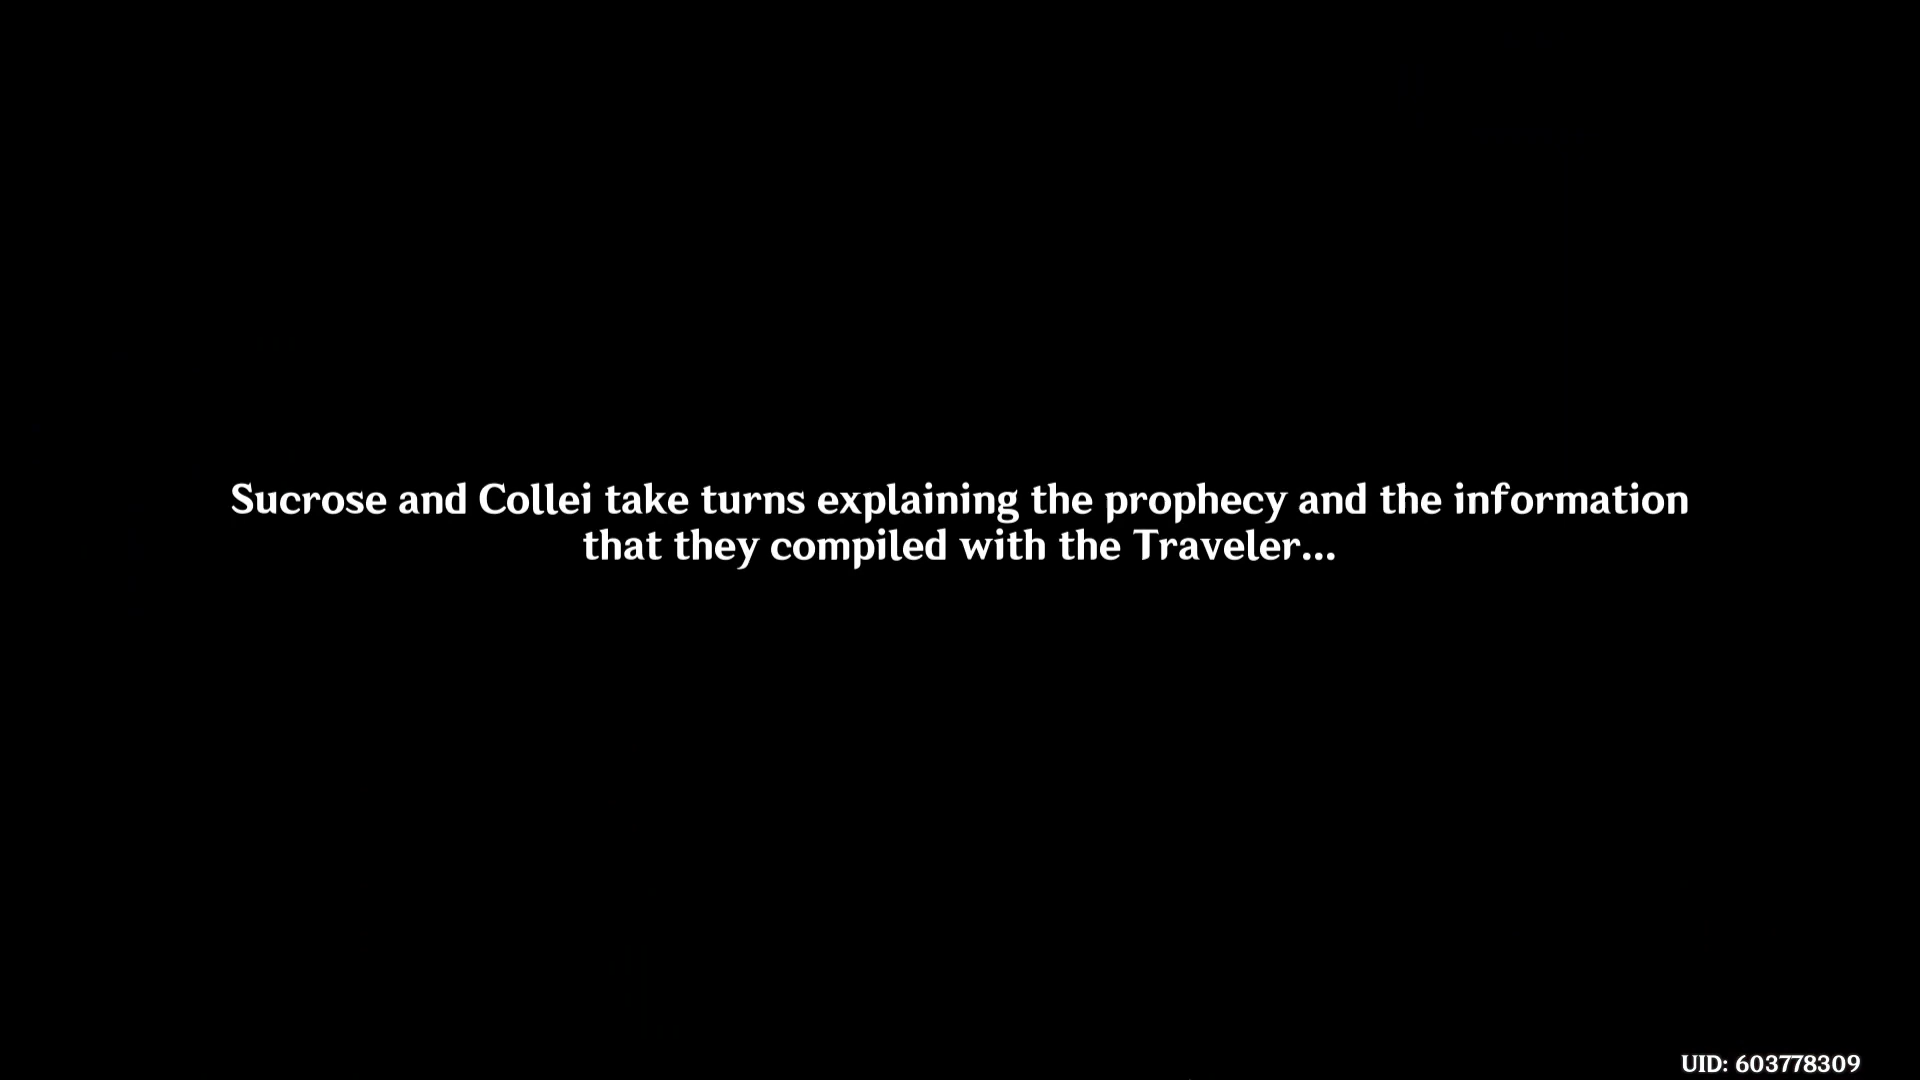 Sucrose and Collei take turns explaining the prophecy and the information
that they compiled with the Traveler...
UID: 603778309